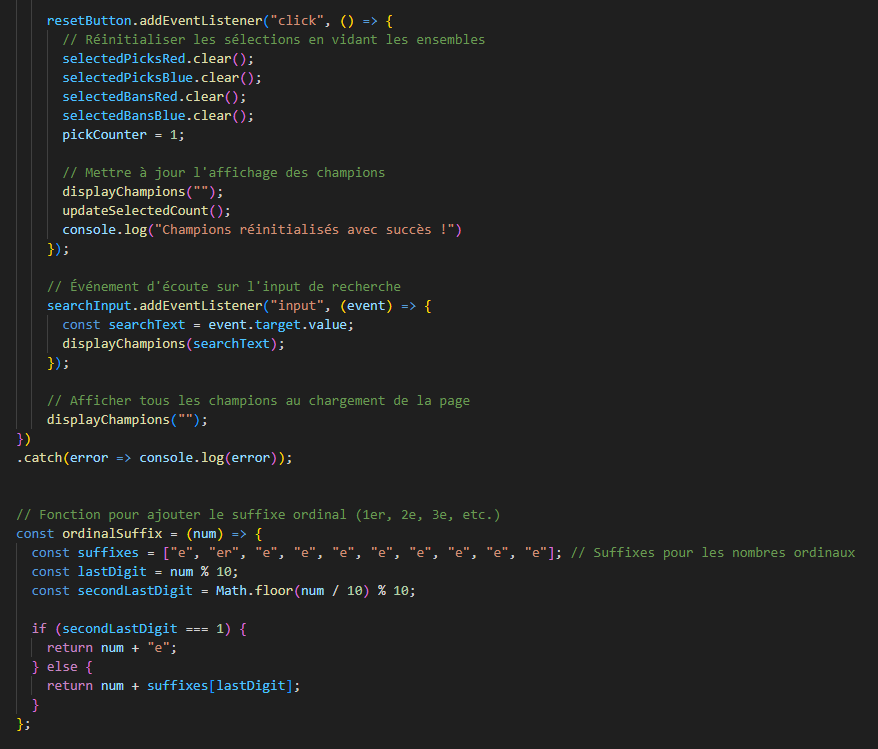 resetButton.addEventListener("click", () => {
// Réinitialiser les sélections en vidant les ensembles
selectedPicksRed.clear();
selectedPicksBlue.clear();
selectedBansRed.clear();
selectedBansBlue.clear();
pickCounter = 1;
// Mettre à jour l'affichage des champions
displayChampions("");
updateSelectedCount();
console.log("Champions réinitialisés avec succès !")
});
// Événement d'écoute sur l'input de recherche
searchInput.addEventListener("input", (event) => {
const searchText = event.target.value;
displayChampions(searchText);
});
// Afficher tous les champions au chargement de la page
displayChampions("");
})
.catch(error => console.log(error));
// Fonction pour ajouter le suffixe ordinal (1er, 2e, 3e, etc.)
const ordinalSuffix = (num) => {
const suffixes = ["e", "er", "e", "e", "e", "e", "e", "e", "e", "e"]; // Suffixes pour les nombres ordinaux
const lastDigit = num % 10;
const secondLastDigit = Math.floor(num / 10) % 10;
if (secondLastDigit === 1) {
return num + "e";
} else {
return num + suffixes[lastDigit];
}
};